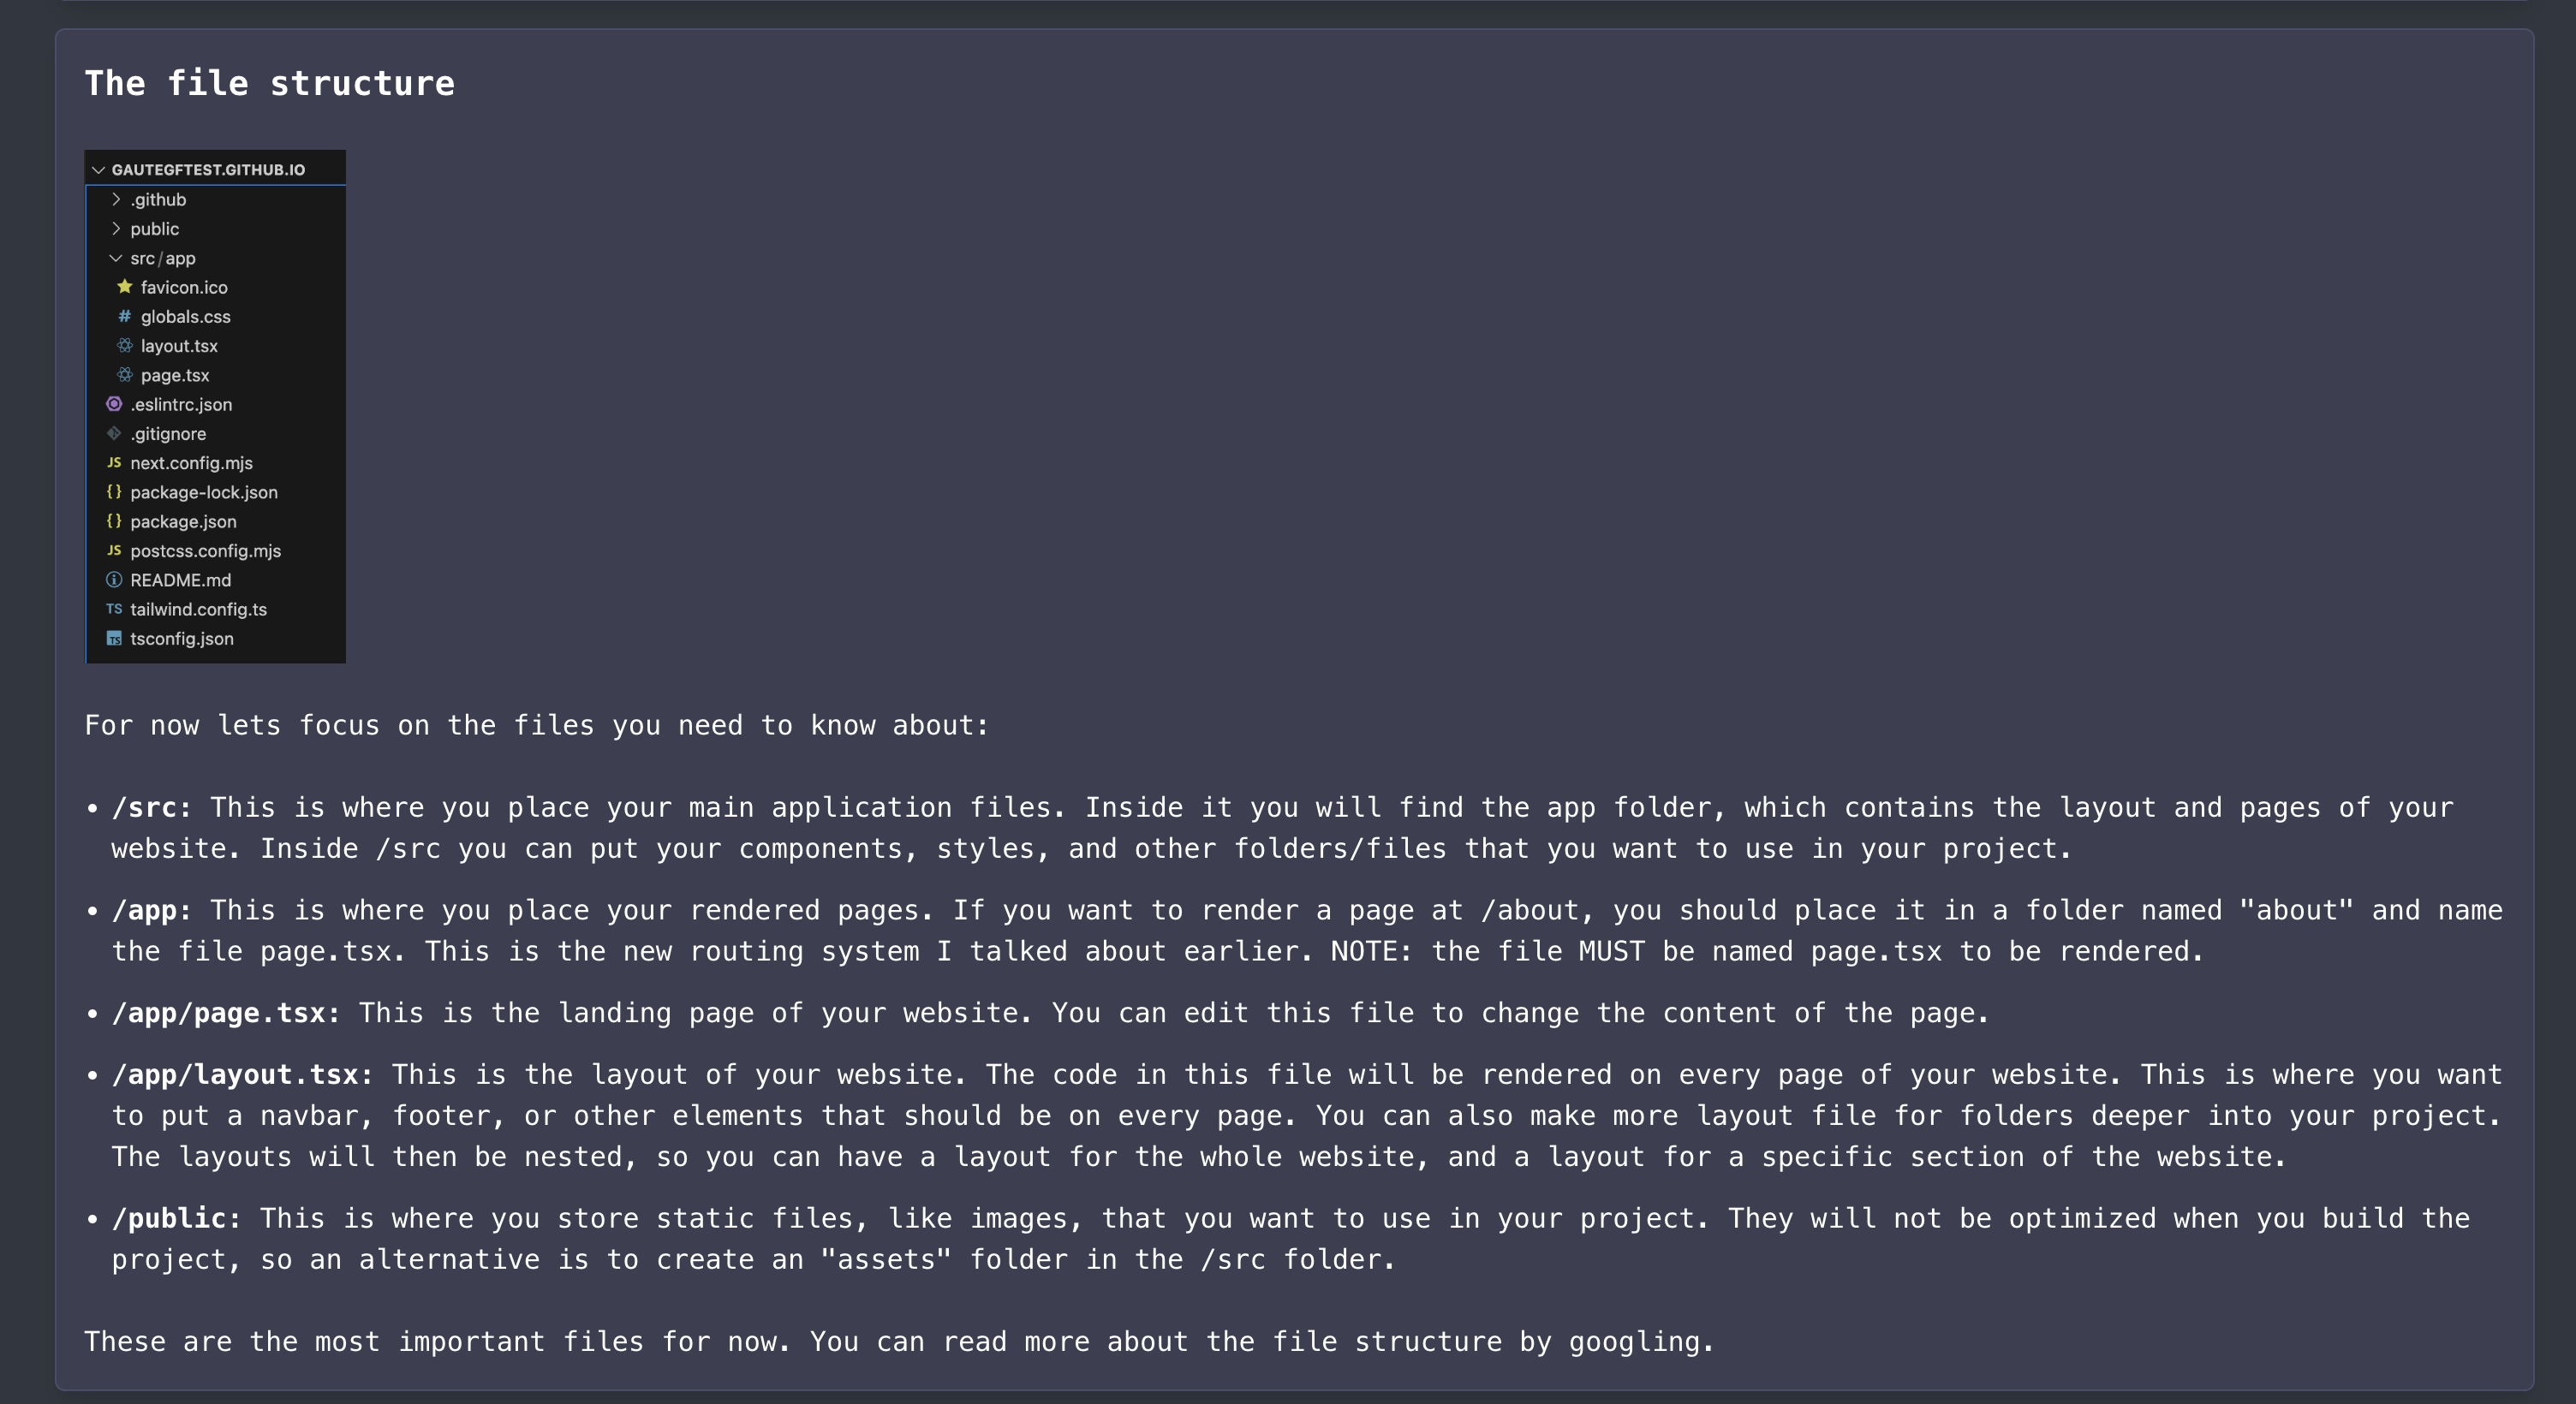 The file structure
GAUTEGFTEST.GITHUB.IO
.github
public
src/app
favicon.ico
# globals.css
layout.tsx
page.tsx
.eslintrc.json
.gitignore
JS next.config.mjs
{} package-lock.json
{} package.json
JS postcss.config.mjs
README.md
TS tailwind.config.ts
TS tsconfig.json
For now lets focus on the files you need to know about:
• /src: This is where you place your main application files. Inside it you will find the app folder, which contains the layout and pages of your
website. Inside /src you can put your components, styles, and other folders/files that you want to use in your project.
• /app: This is where you place your rendered pages. If you want to render a page at /about, you should place it in a folder named "about" and name
the file page.tsx. This is the new routing system I talked about earlier. NOTE: the file MUST be named page.tsx to be rendered.
• /app/page.tsx: This is the landing page of your website. You can edit this file to change the content of the page.
• /app/layout.tsx: This is the layout of your website. The code in this file will be rendered on every page of your website. This is where you want
to put a navbar, footer, or other elements that should be on every page. You can also make more layout file for folders deeper into your project.
The layouts will then be nested, so you can have a layout for the whole website, and a layout for a specific section of the website.
• /public: This is where you store static files, like images, that you want to use in your project. They will not be optimized when you build the
project, so an alternative is to create an "assets" folder in the /src folder.
These are the most important files for now. You can read more about the file structure by googling.